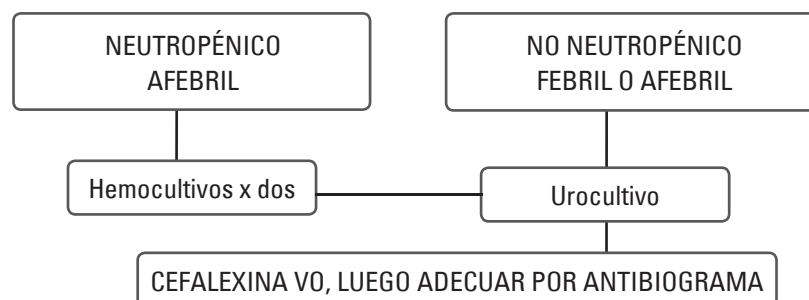 NEUTROPÉNICO
AFEBRIL
NO NEUTROPÉNICO
FEBRIL O AFEBRIL
Hemocultivos x dos
Urocultivo
CEFALEXINA VO, LUEGO ADECUAR POR ANTIBIOGRAMA